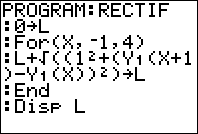 PROGRAM:RECTIF
:0→L
:For(X,-1,4)
:L+√((1²+(Y₁(X+1
)-Y₁(X))²)→L
:End
:Disp L